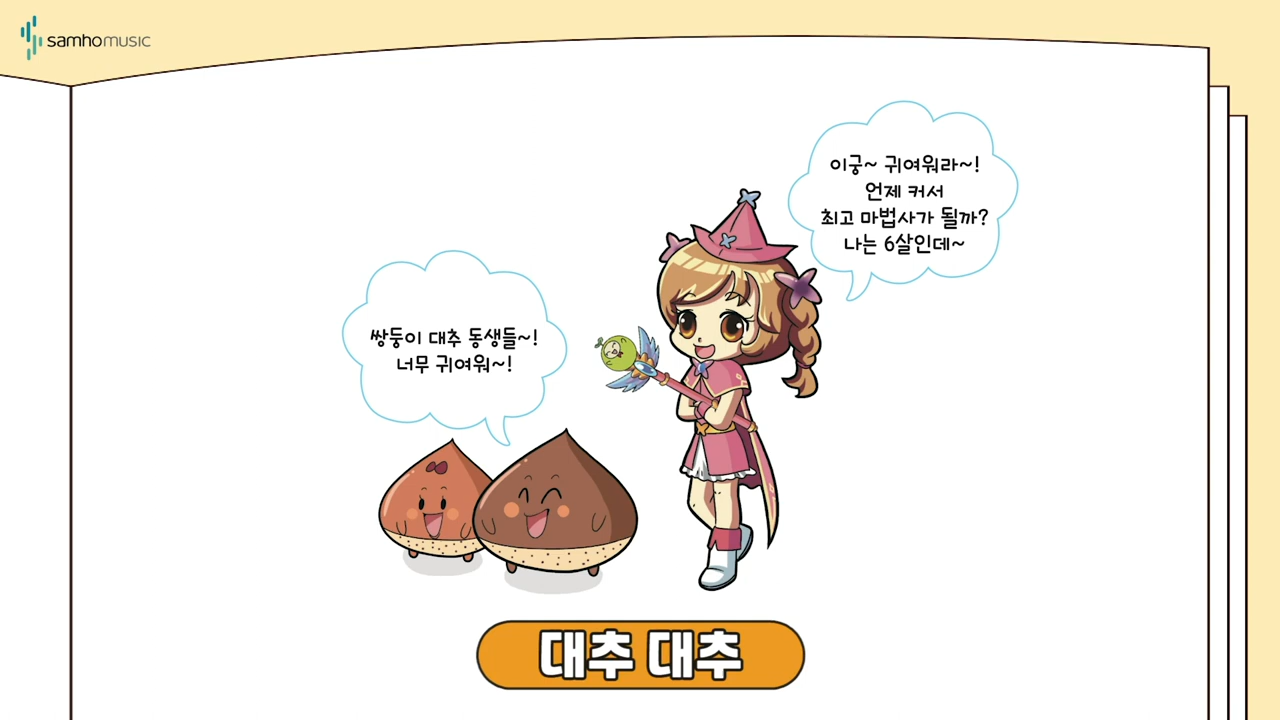 samhomusic
이궁~ 귀여워라~!
언제 커서
최고 마법사가 될까?
나는 6살인데~
쌍둥이 대추 동생들~!
너무 귀여워~!
대추 대추